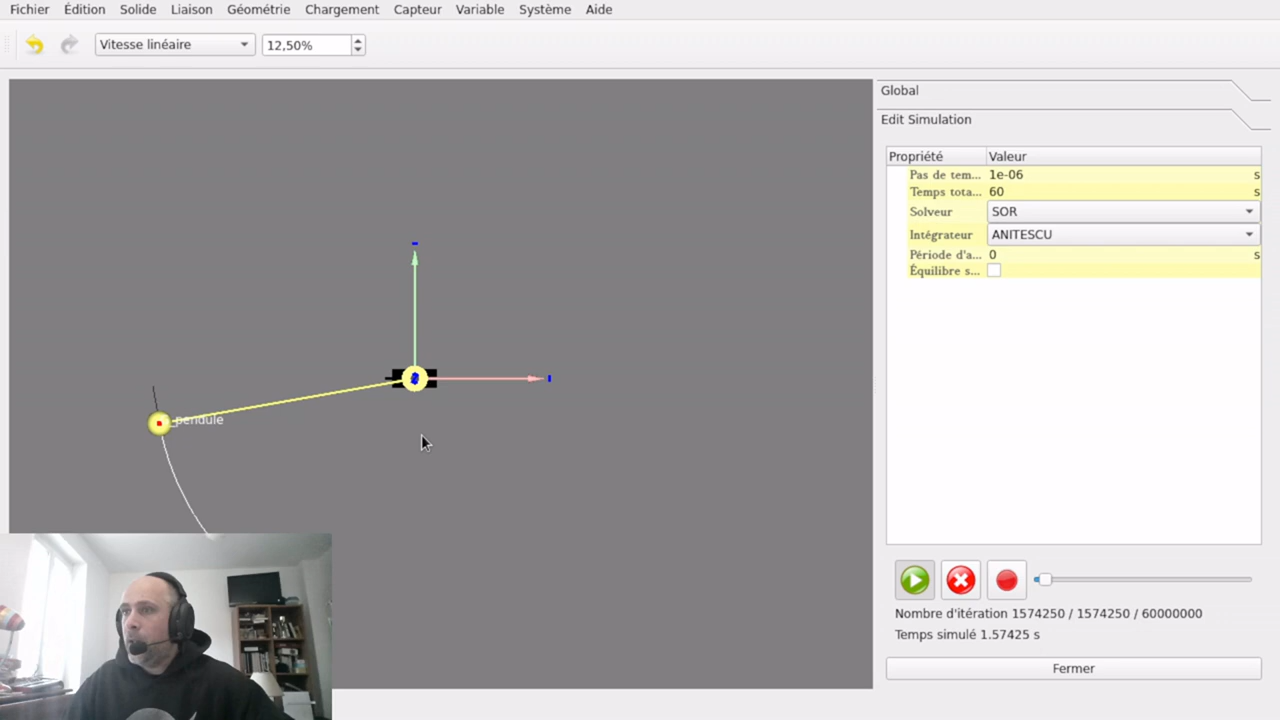 Fichier Édition Solide Liaison Géométrie Chargement Capteur Variable Système Aide
Vitesse linéaire 12,50%
Global
Edit Simulation
Propriété Valeur
Pas de tem... 1e-06 s
Temps tota... 60 s
Solveur SOR
Intégrateur ANITESCU
Période d'a... 0 s
Équilibre s...
_pendule
Nombre d'itération 1574250 / 1574250 / 60000000
Temps simulé 1.57425 s
Fermer